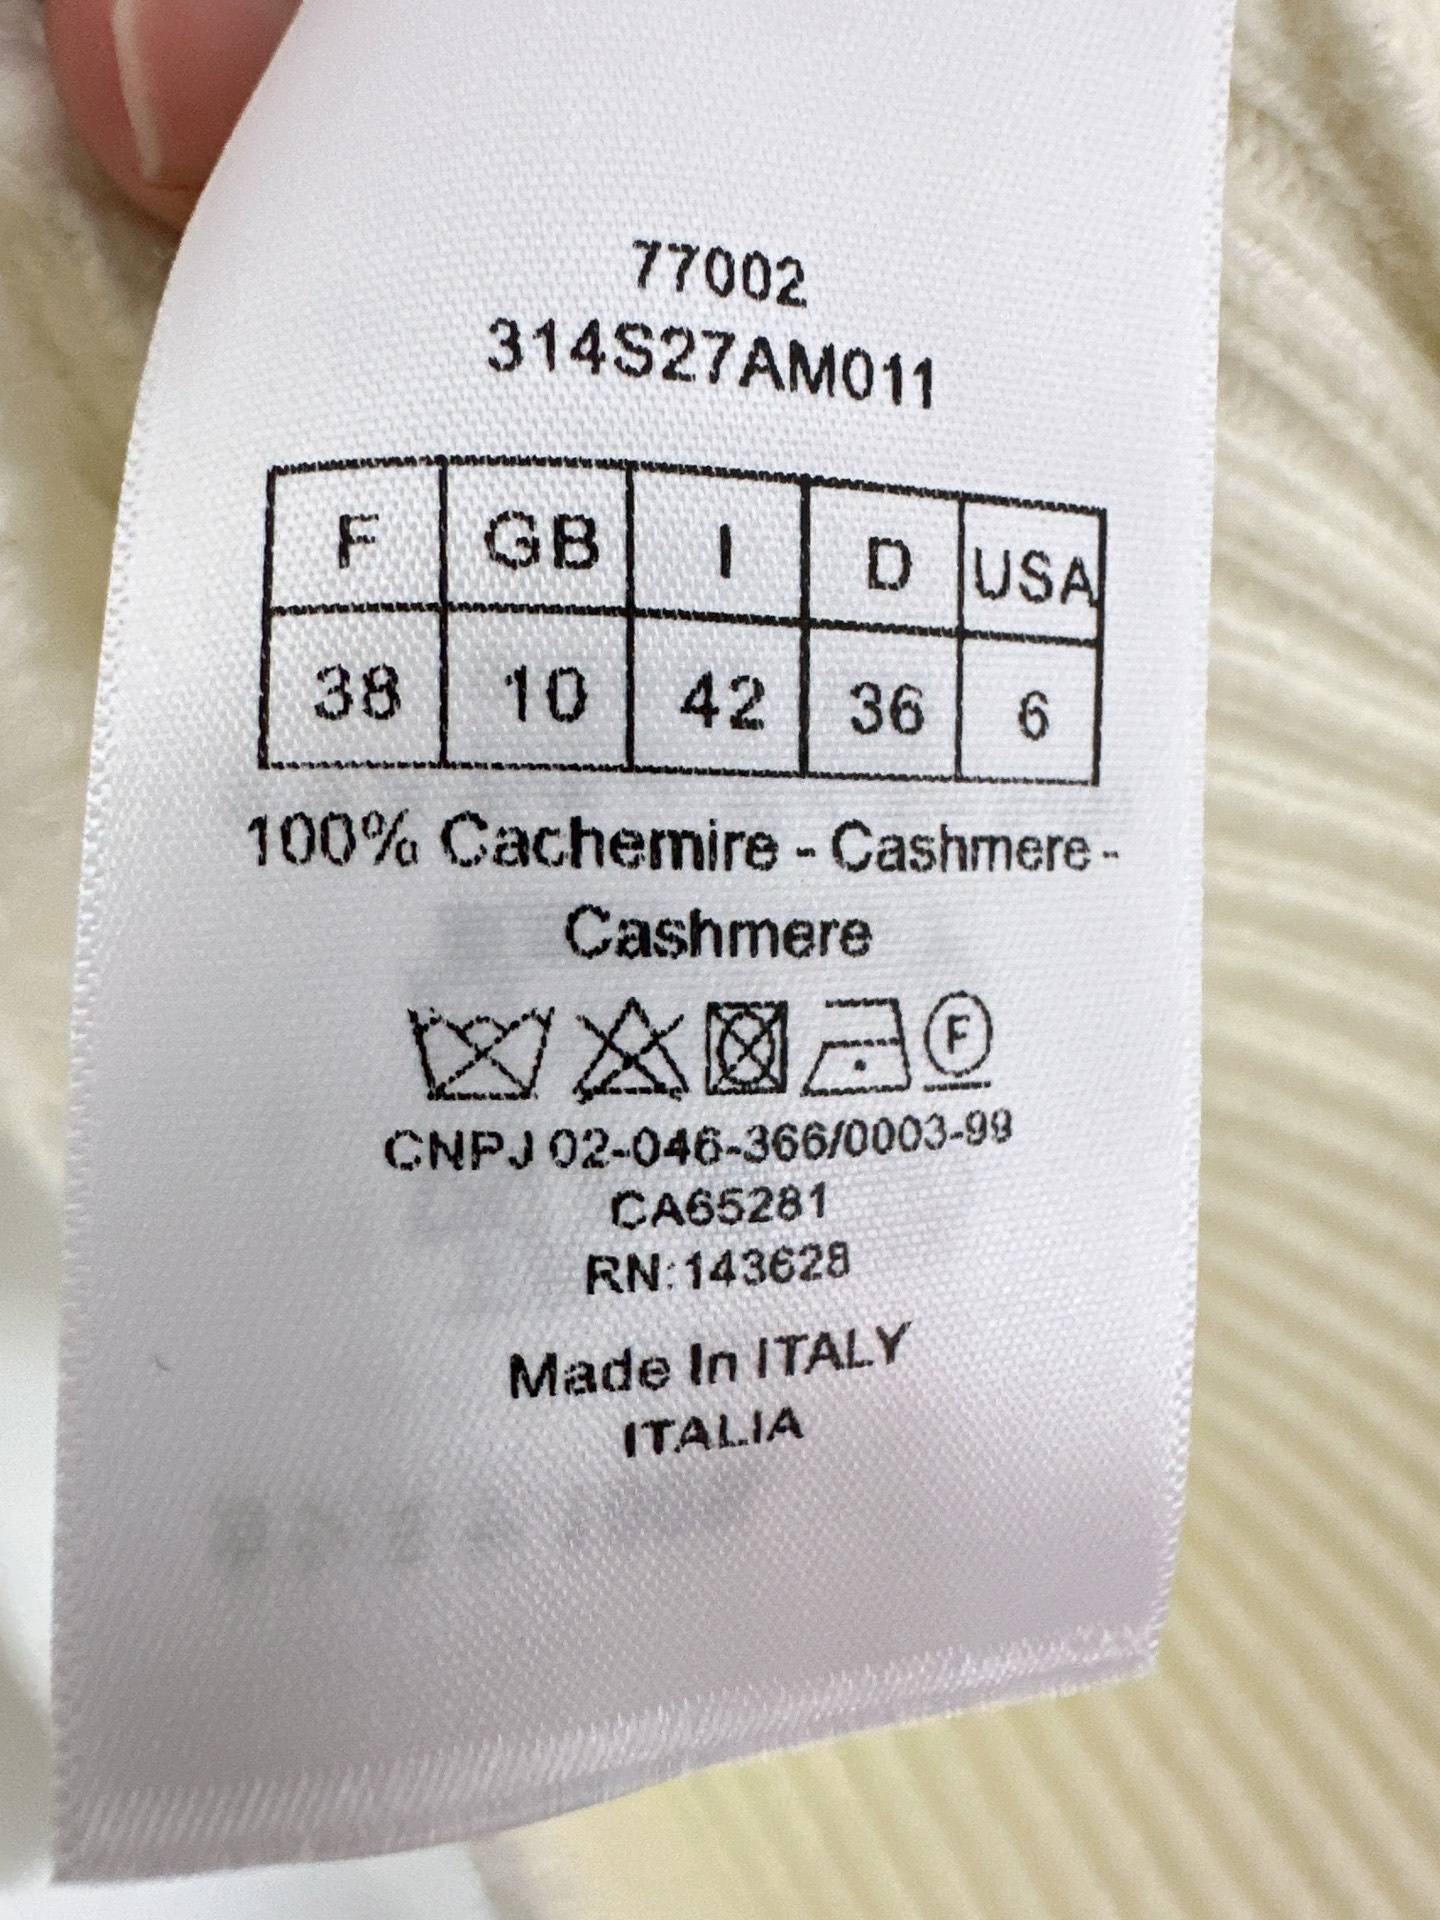 77002
314S27AM011
F GB I D USA
38 10 42 36 6
100% Cachemire - Cashmere -
Cashmere
F
CNPJ 02-046-366/0003-99
CA65281
RN:143628
Made In ITALY
ITALIA